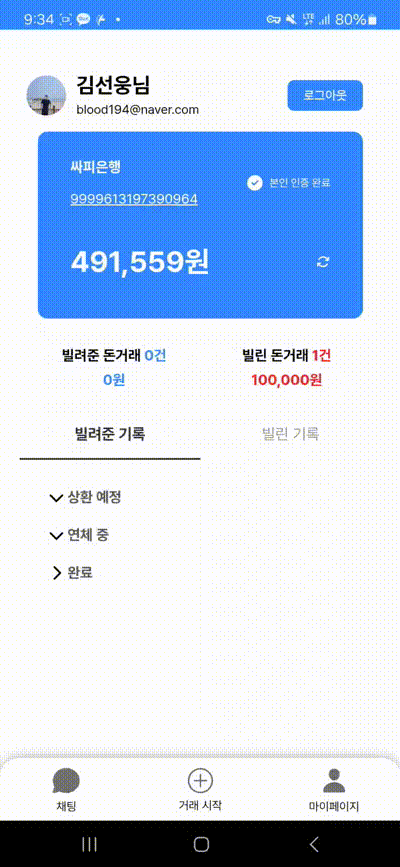 9:34 80%
김선웅님
blood194@naver.com
로그아웃
싸피은행
본인 인증 완료
9999613197390964
491,559원
빌려준 돈거래 0건
0원
빌린 돈거래 1건
100,000원
빌려준 기록
빌린 기록
상환 예정
연체 중
완료
채팅
거래 시작
마이페이지